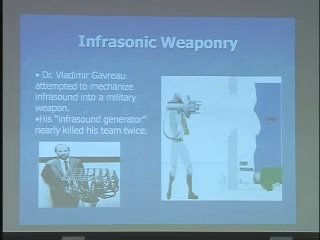 Infrasonic Weaponry
• Dr. Vladimir Gavreau
attempted to mechanize
infrasound into a military
weapon.
•His "infrasound generator"
nearly killed his team twice.